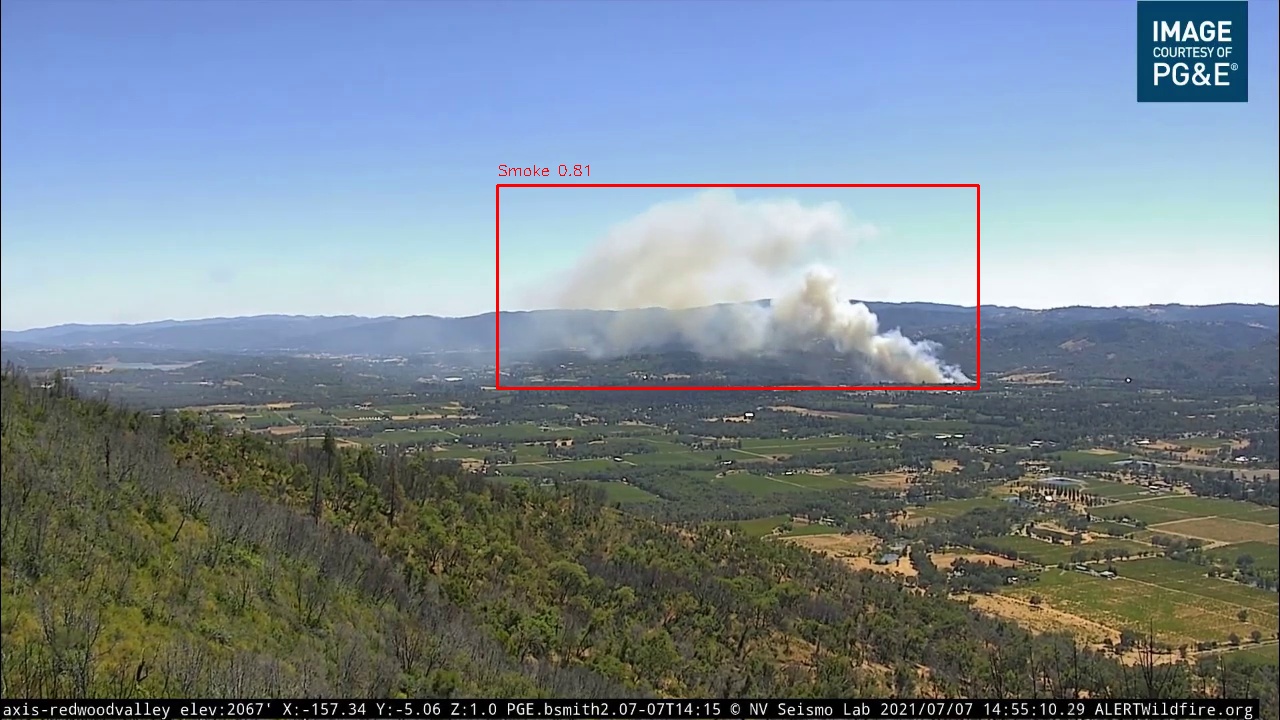 IMAGE
COURTESY OF
PG&E®
Smoke 0.81
axis-redwoodvalley elev:2067' X:-157.34 Y:-5.06 Z:1.0 PGE.bsmith2.07-07T14:15 © NV Seismo Lab 2021/07/07 14:55:10.29 ALERTWildfire.org